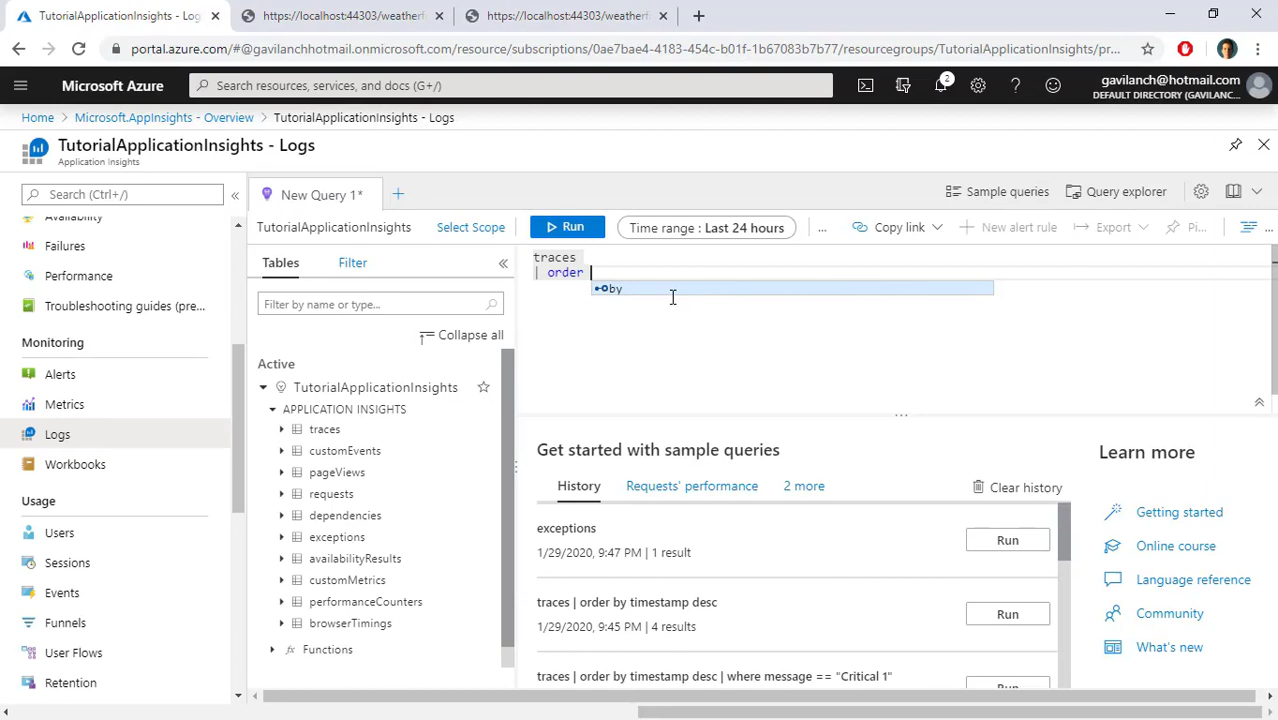 TutorialApplicationInsights - Log
https://localhost:44303/weatherf
https://localhost:44303/weatherf
portal.azure.com/#@gavilanchhotmail.onmicrosoft.com/resource/subscriptions/0ae7bae4-4183-454c-b01f-1b67083b7b77/resourcegroups/TutorialApplicationInsights/pr...
Microsoft Azure
Search resources, services, and docs (G+/)
2
gavilanch@hotmail.com
DEFAULT DIRECTORY (GAVILANC...
Home > Microsoft.AppInsights - Overview > TutorialApplicationInsights - Logs
TutorialApplicationInsights - Logs
Application Insights
Search (Ctrl+/)
Availability
Failures
Performance
Troubleshooting guides (pre...
Monitoring
Alerts
Metrics
Logs
Workbooks
Usage
Users
Sessions
Events
Funnels
User Flows
Retention
New Query 1*
Sample queries
Query explorer
TutorialApplicationInsights
Select Scope
Run
Time range : Last 24 hours
...
Copy link
New alert rule
Export
Pi...
Tables
Filter
Filter by name or type...
Collapse all
Active
TutorialApplicationInsights
APPLICATION INSIGHTS
traces
customEvents
pageViews
requests
dependencies
exceptions
availabilityResults
customMetrics
performanceCounters
browserTimings
fx Functions
traces
| order
by
Get started with sample queries
History
Requests' performance
2 more
Clear history
exceptions
1/29/2020, 9:47 PM | 1 result
Run
traces | order by timestamp desc
1/29/2020, 9:45 PM | 4 results
Run
traces | order by timestamp desc | where message == "Critical 1"
Run
Learn more
Getting started
Online course
Language reference
Community
What's new